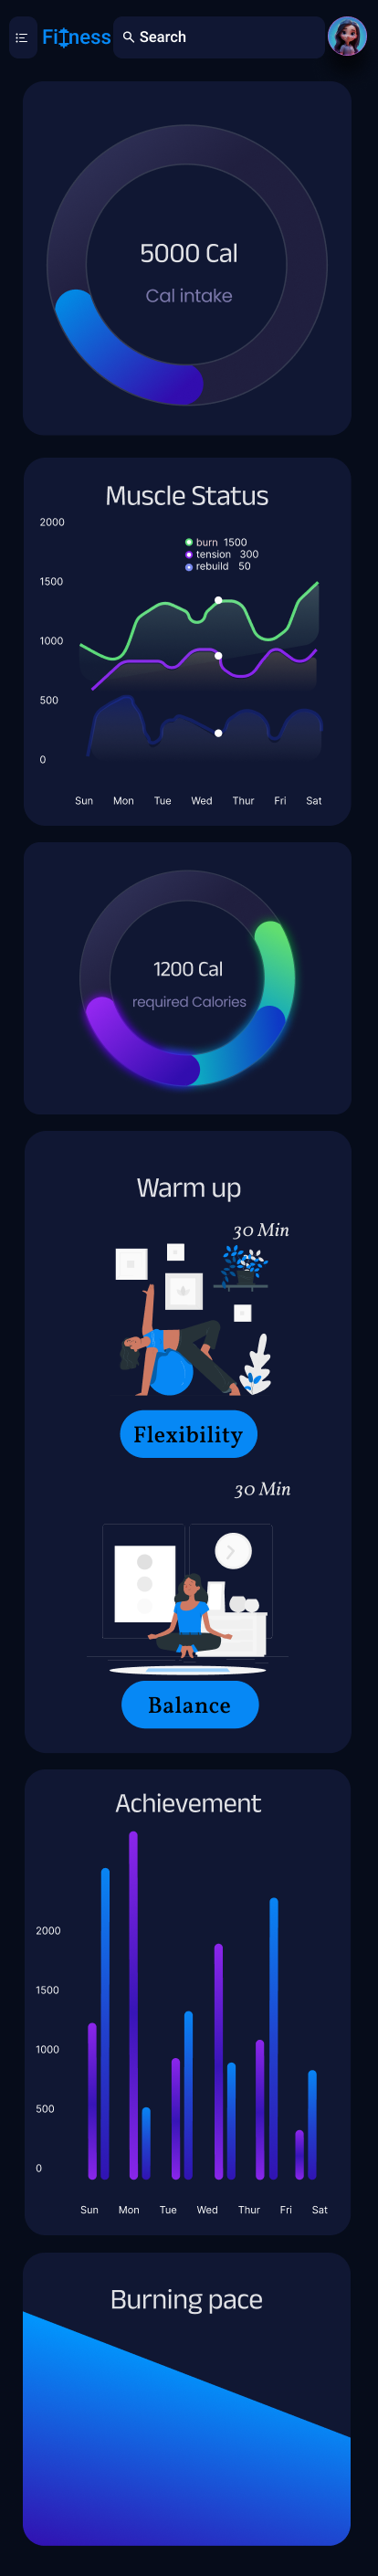 Fitness
Search
5000 Cal
Cal intake
Muscle Status
2000
burn 1500
tension 300
rebuild 50
1500
1000
500
0
Sun Mon Tue Wed Thur Fri Sat
1200 Cal
required Calories
Warm up
30 Min
Flexibility
30 Min
Balance
Achievement
2000
1500
1000
500
0
Sun Mon Tue Wed Thur Fri Sat
Burning pace